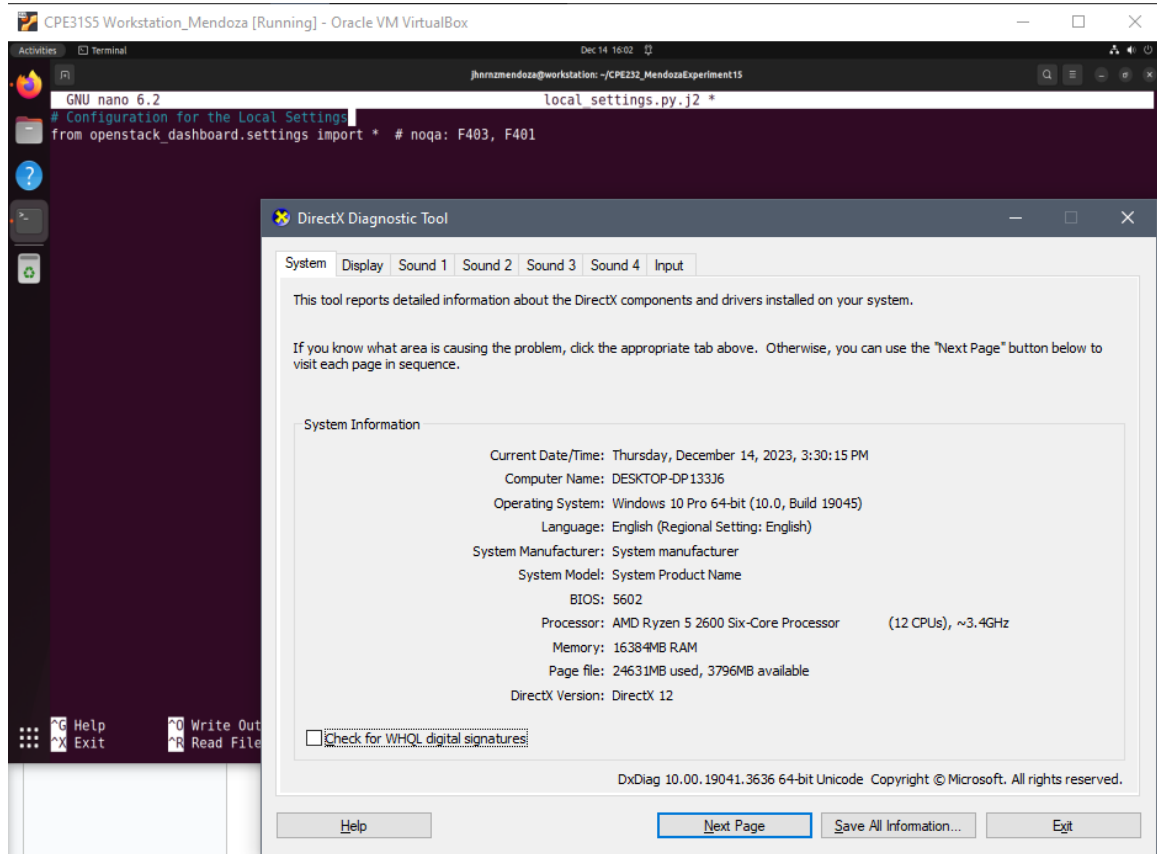 CPE31S5 Workstation_Mendoza [Running] - Oracle VM VirtualBox
Activities Terminal Dec 14 16:02
jhnrnzmendoza@workstation: ~/CPE232_MendozaExperiment15
GNU nano 6.2 local_settings.py.j2 *
# Configuration for the Local Settings
from openstack_dashboard.settings import * # noqa: F403, F401
DirectX Diagnostic Tool
System Display Sound 1 Sound 2 Sound 3 Sound 4 Input
This tool reports detailed information about the DirectX components and drivers installed on your system.
If you know what area is causing the problem, click the appropriate tab above. Otherwise, you can use the "Next Page" button below to
visit each page in sequence.
System Information
Current Date/Time: Thursday, December 14, 2023, 3:30:15 PM
Computer Name: DESKTOP-DP133J6
Operating System: Windows 10 Pro 64-bit (10.0, Build 19045)
Language: English (Regional Setting: English)
System Manufacturer: System manufacturer
System Model: System Product Name
BIOS: 5602
Processor: AMD Ryzen 5 2600 Six-Core Processor (12 CPUs), ~3.4GHz
Memory: 16384MB RAM
Page file: 24631MB used, 3796MB available
DirectX Version: DirectX 12
^G Help ^O Write Out
^X Exit ^R Read File
Check for WHQL digital signatures
DxDiag 10.00.19041.3636 64-bit Unicode Copyright © Microsoft. All rights reserved.
Help Next Page Save All Information... Exit